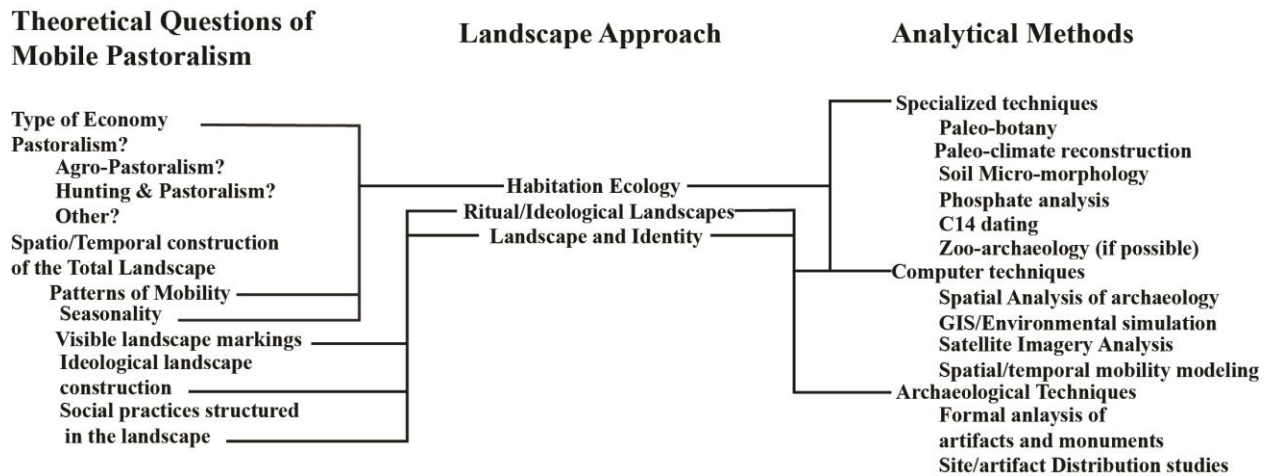 Theoretical Questions of
Mobile Pastoralism
Type of Economy
Pastoralism?
Agro-Pastoralism?
Hunting & Pastoralism?
Other?
Spatio/Temporal construction
of the Total Landscape
Patterns of Mobility
Seasonality
Visible landscape markings
Ideological landscape
construction
Social practices structured
in the landscape
Landscape Approach
Habitation Ecology
Ritual/Ideological Landscapes
Landscape and Identity
Analytical Methods
Specialized techniques
Paleo-botany
Paleo-climate reconstruction
Soil Micro-morphology
Phosphate analysis
C14 dating
Zoo-archaeology (if possible)
Computer techniques
Spatial Analysis of archaeology
GIS/Environmental simulation
Satellite Imagery Analysis
Spatial/temporal mobility modeling
Archaeological Techniques
Formal anlaysis of
artifacts and monuments
Site/artifact Distribution studies